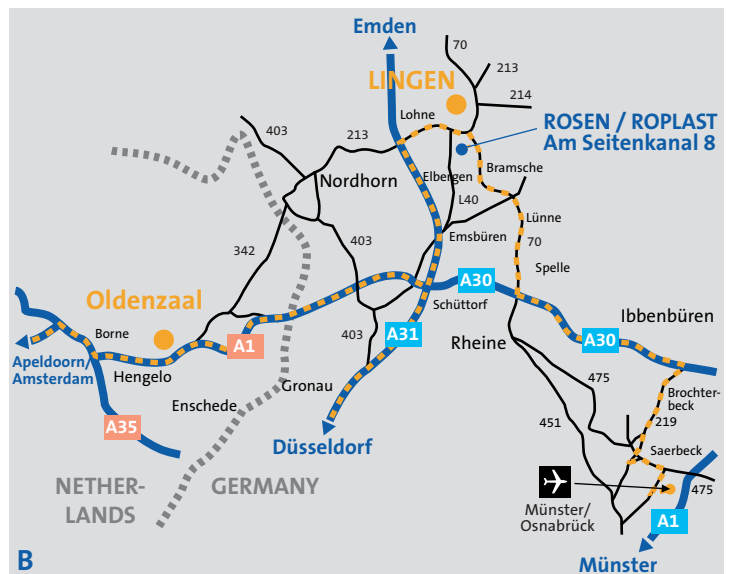 Emden
70
213
LINGEN
214
Lohne
403
213
ROSEN / ROPLAST
Am Seitenkanal 8
Bramsche
Nordhorn
Elbergen
L40
Lünne
Emsbüren
70
342
403
Spelle
A30
Oldenzaal
Schüttorf
Ibbenbüren
Borne
A1
403
A31
Rheine
A30
Apeldoorn/
Amsterdam
Hengelo
Gronau
475
Brochter-
beck
Enschede
A35
451
219
Düsseldorf
Saerbeck
NETHER-
LANDS
GERMANY
475
Münster/
Osnabrück
A1
B
Münster